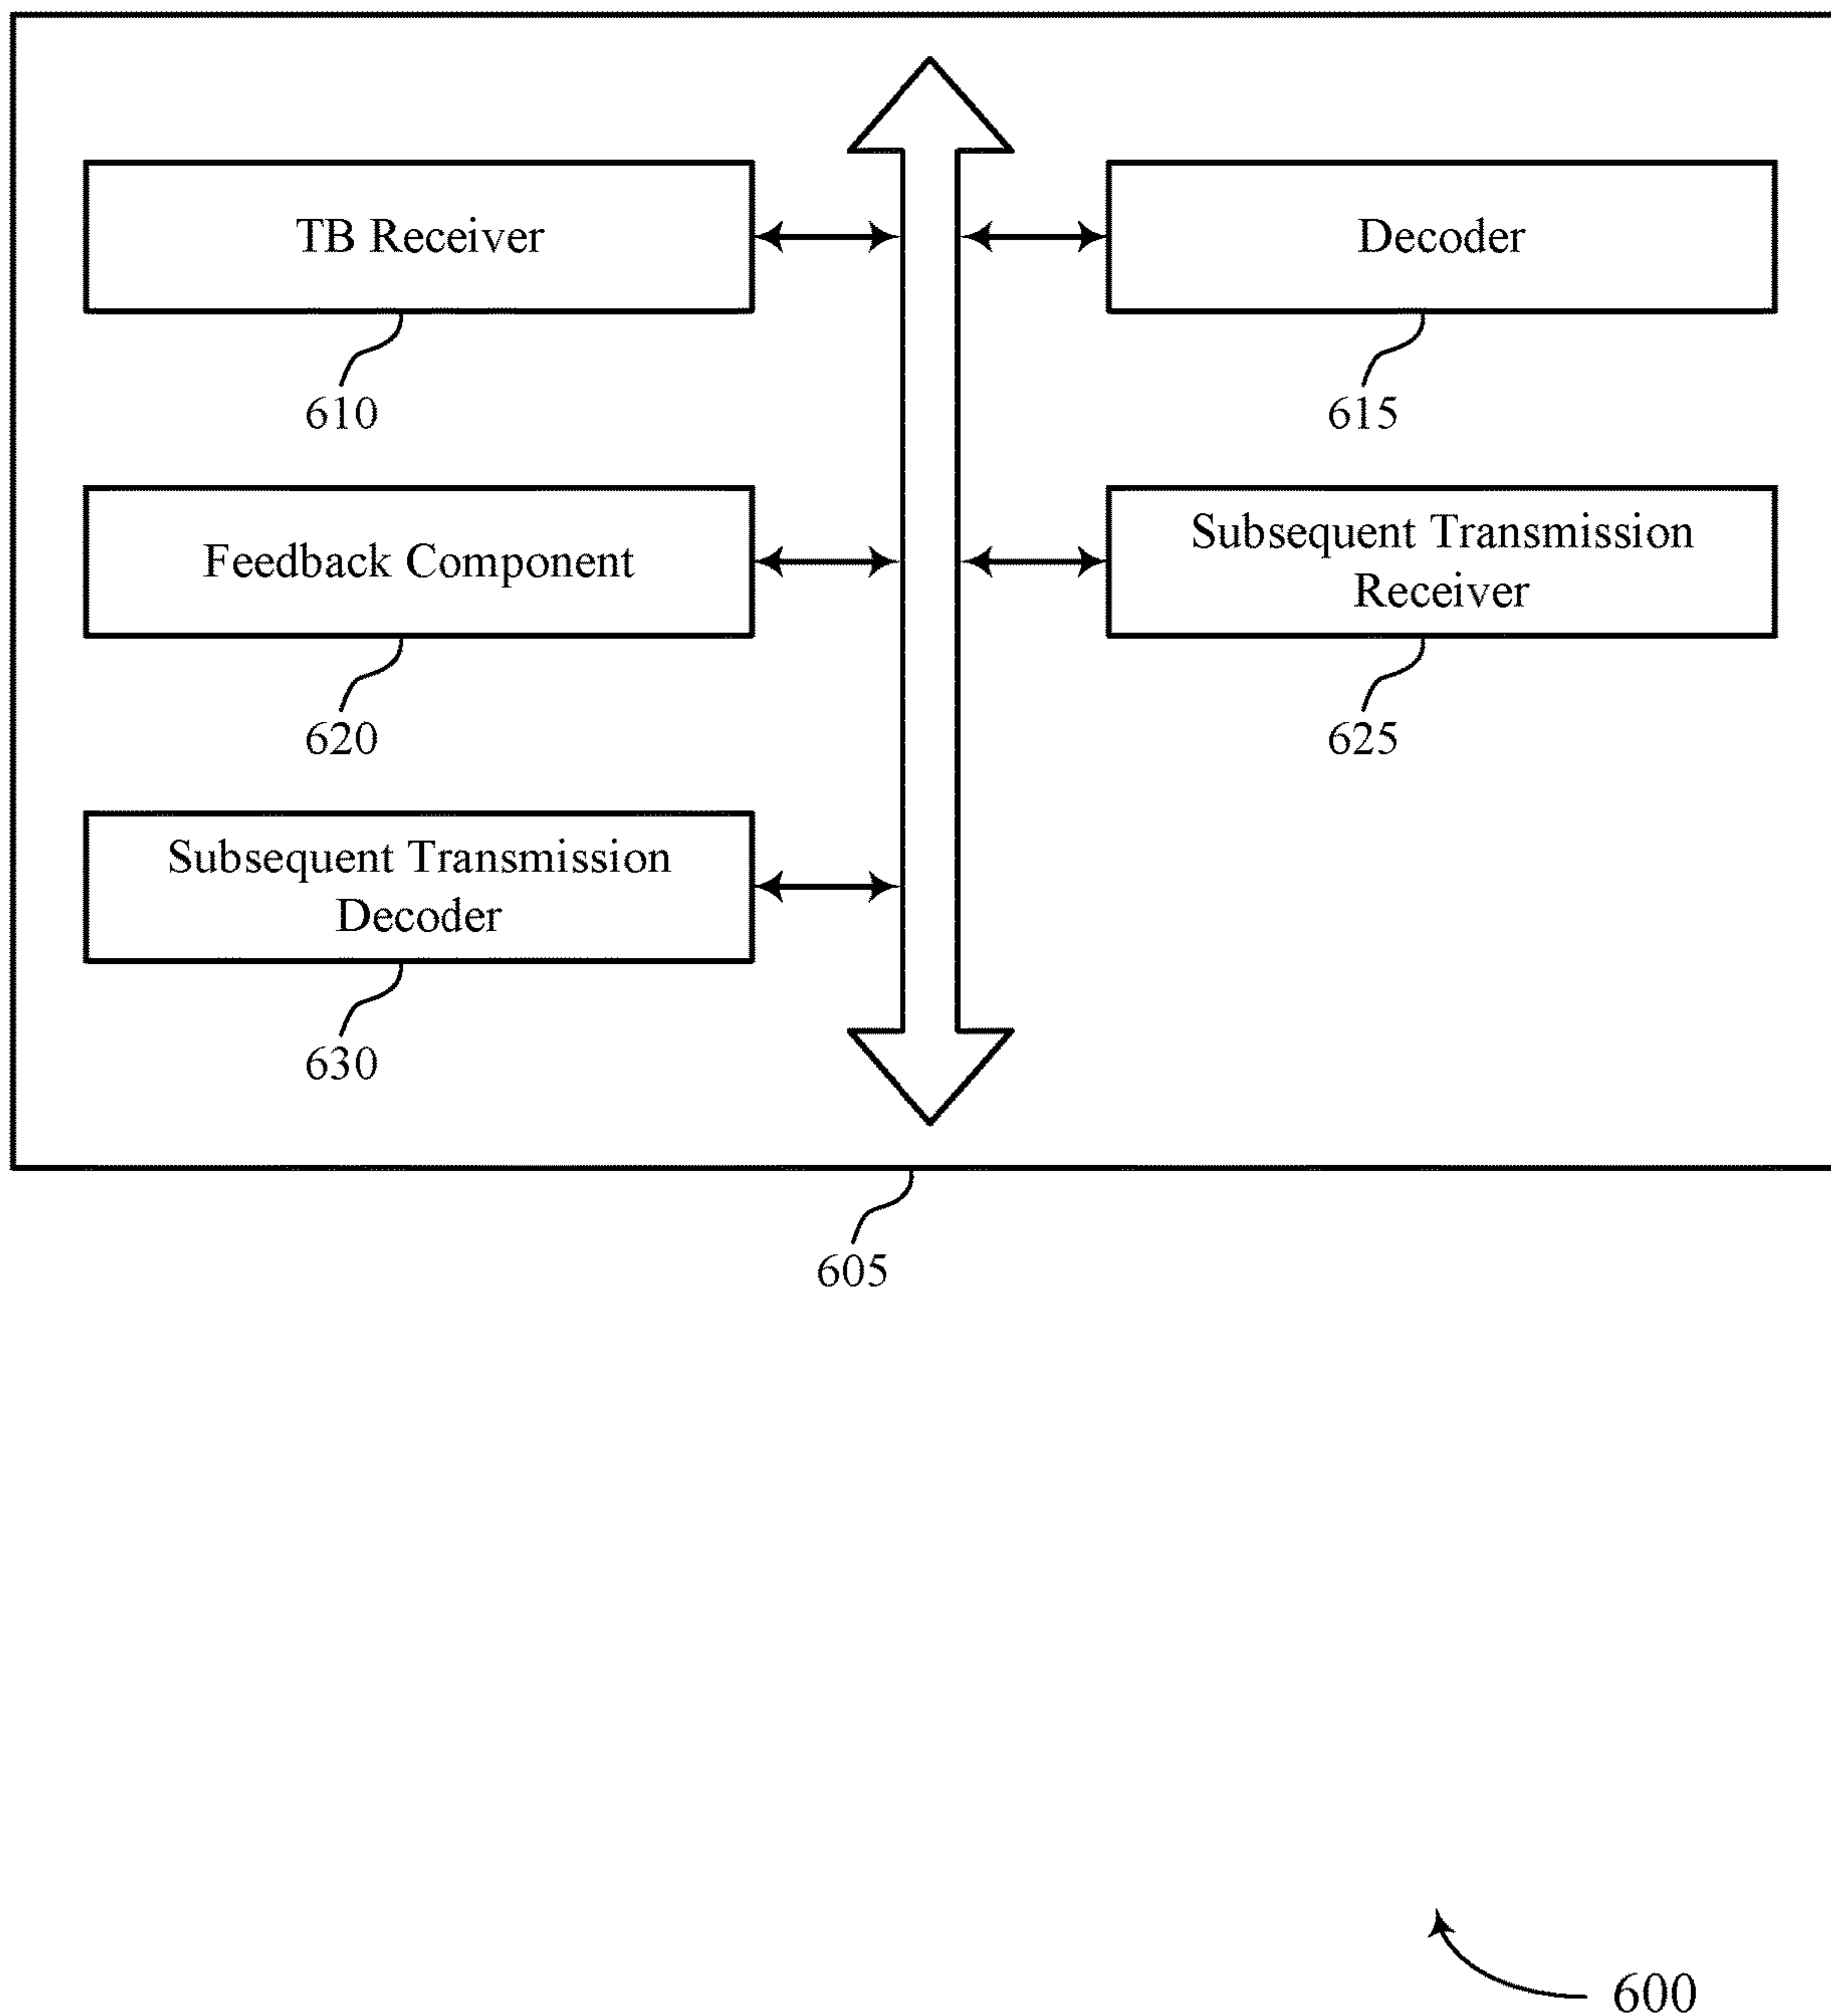 TB Receiver
Decoder
610
615
Feedback Component
Subsequent Transmission
Receiver
620
625
Subsequent Transmission
Decoder
630
605
600